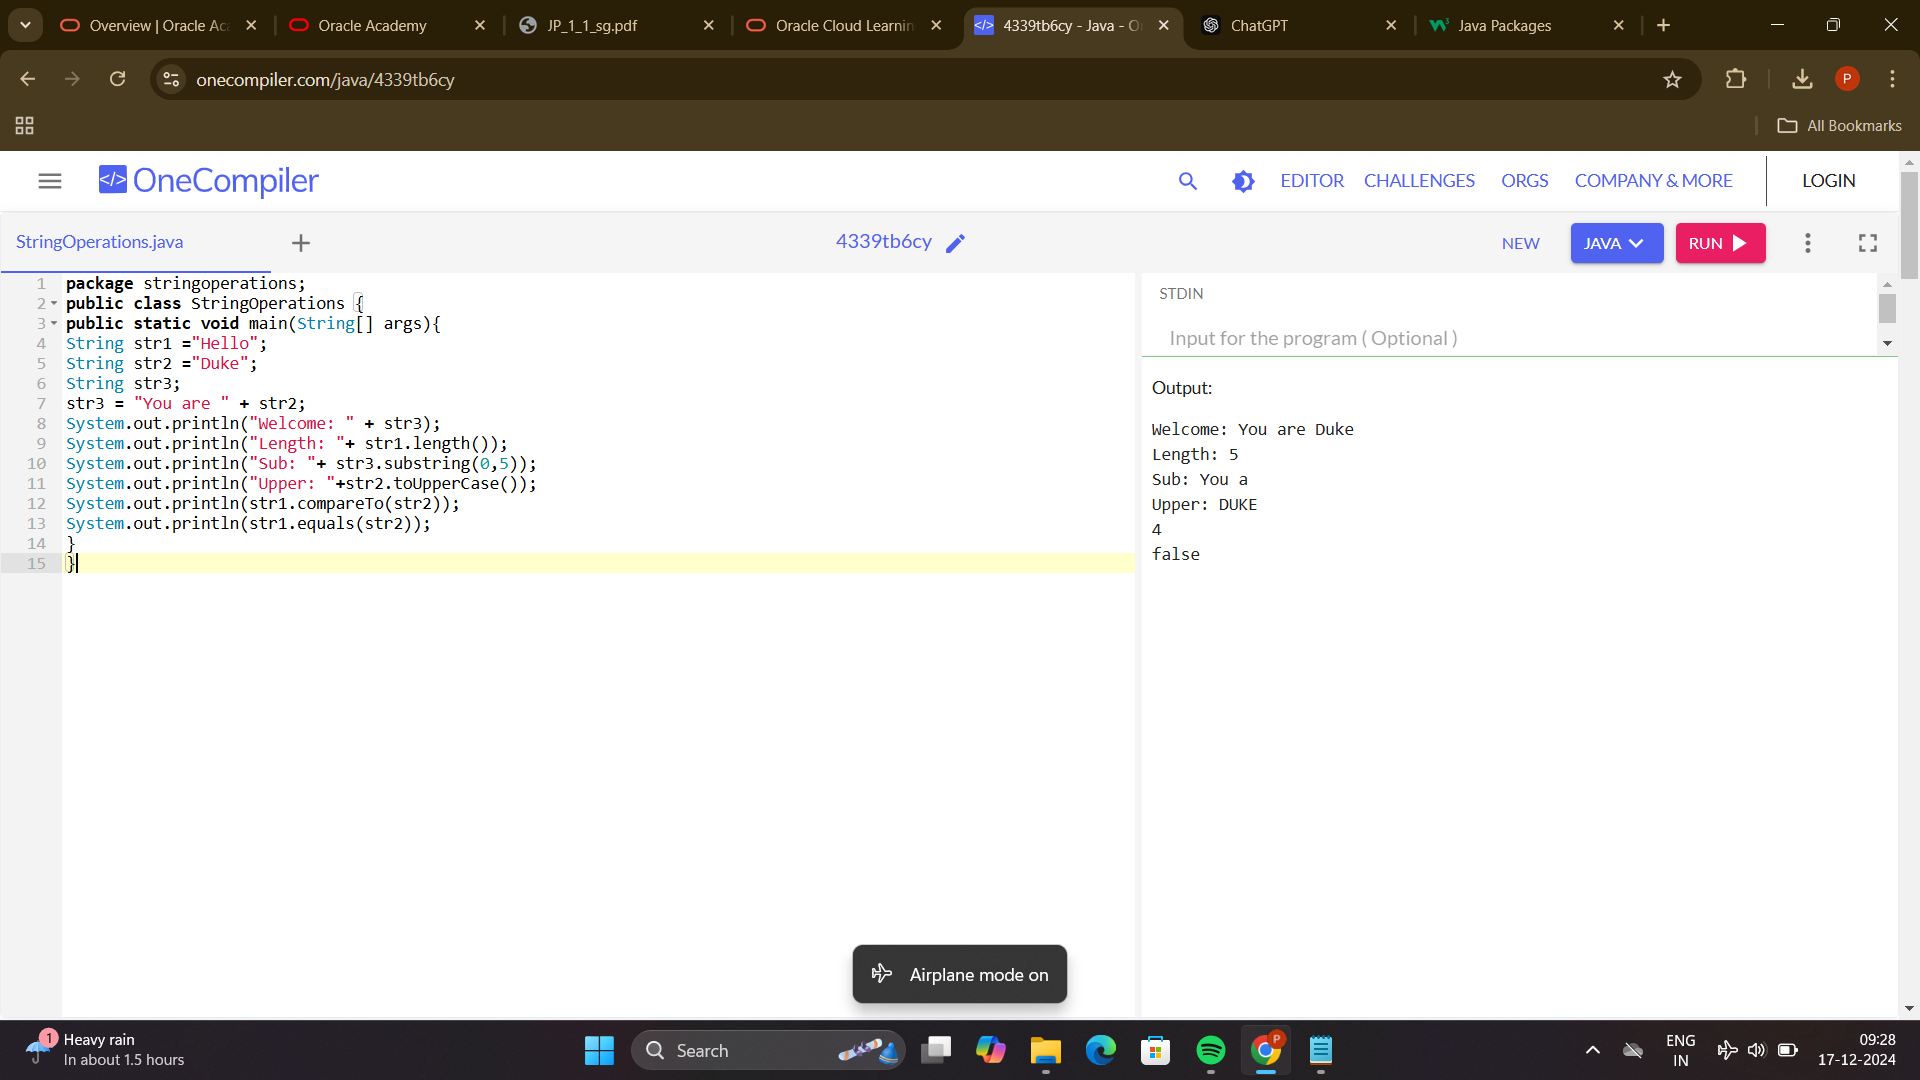 Overview | Oracle Ac
Oracle Academy
JP_1_1_sg.pdf
Oracle Cloud Learnin
</> 4339tb6cy - Java - O
ChatGPT
Java Packages
onecompiler.com/java/4339tb6cy
P
All Bookmarks
</> OneCompiler
EDITOR
CHALLENGES
ORGS
COMPANY & MORE
LOGIN
StringOperations.java
4339tb6cy
NEW
JAVA
RUN
1 package stringoperations;
2 public class StringOperations {
3 public static void main(String[] args){
4 String str1 ="Hello";
5 String str2 ="Duke";
6 String str3;
7 str3 = "You are " + str2;
8 System.out.println("Welcome: " + str3);
9 System.out.println("Length: "+ str1.length());
10 System.out.println("Sub: "+ str3.substring(0,5));
11 System.out.println("Upper: "+str2.toUpperCase());
12 System.out.println(str1.compareTo(str2));
13 System.out.println(str1.equals(str2));
14 }
15 }
STDIN
Input for the program ( Optional )
Output:
Welcome: You are Duke
Length: 5
Sub: You a
Upper: DUKE
4
false
Airplane mode on
1
Heavy rain
In about 1.5 hours
Search
P
ENG
IN
09:28
17-12-2024